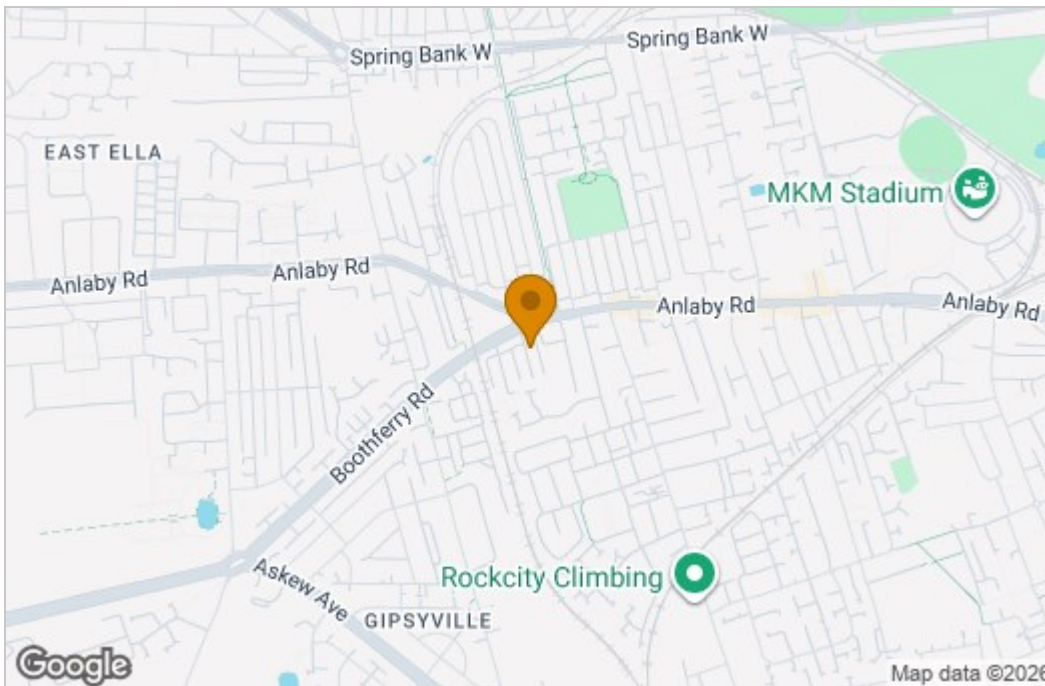 Spring Bank W
Spring Bank W
EAST ELLA
MKM Stadium
Anlaby Rd
Anlaby Rd
Anlaby Rd
Anlaby Rd
Boothferry Rd
Rockcity Climbing
Askew Ave
GIPSYVILLE
Google
Map data ©2026